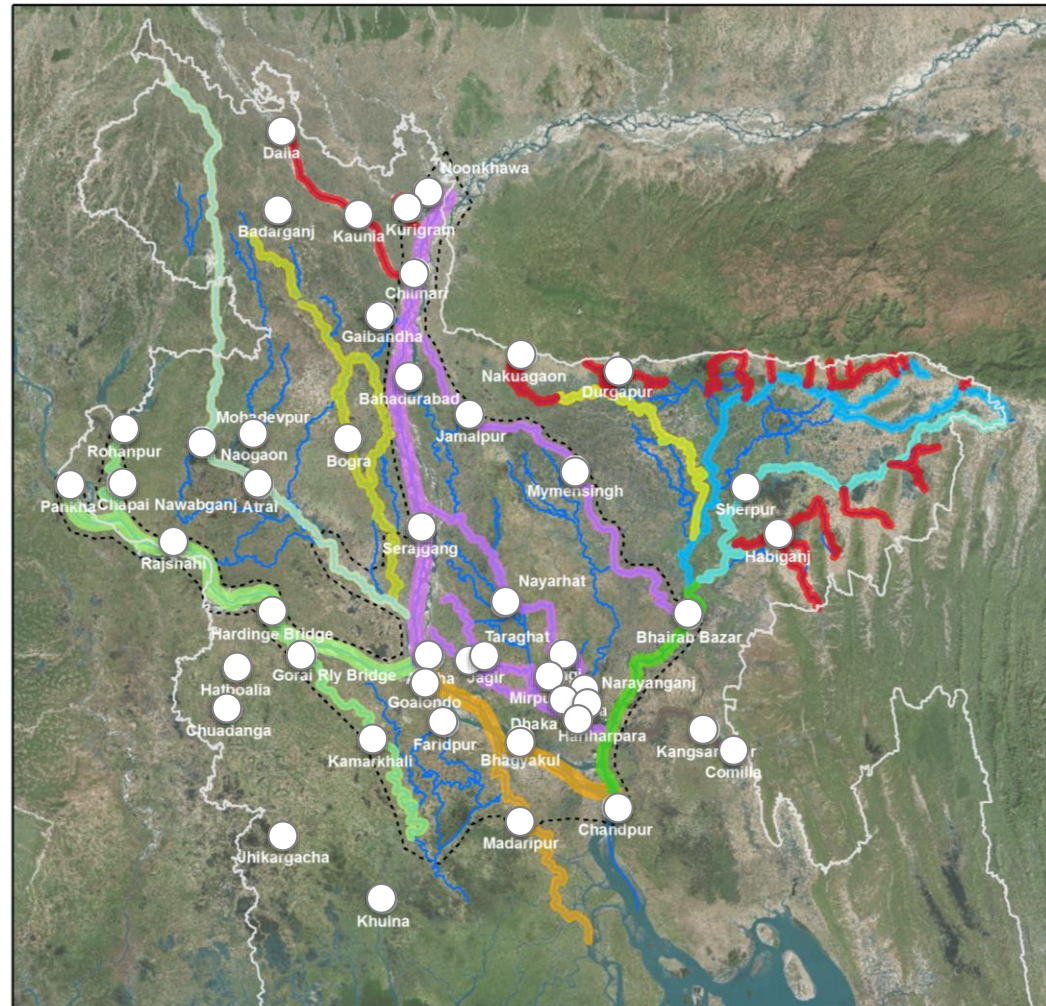 Noonkhawa
Dalia
Badarganj
Kaunia
Kurigram
Chilmari
Gaibandha
Nakuagaon
Durgapur
Bahadurabad
Jamalpur
Mohadevpur
Rohanpur
Naogaon
Bogra
Mymensingh
Sherpur
Pankha
Chapai Nawabganj
Atrai
Serajganj
Habiganj
Rajshahi
Nayarhat
Hardinge Bridge
Taraghat
Bhairab Bazar
Gorai Rly Bridge
Jagir
Hatboalia
Narayanganj
Goalondo
Chuadanga
Dhaka
Hariharpara
Faridpur
Kamarkhali
Bhagyakul
Comilla
Chandpur
Madaripur
Jhikargacha
Khulna